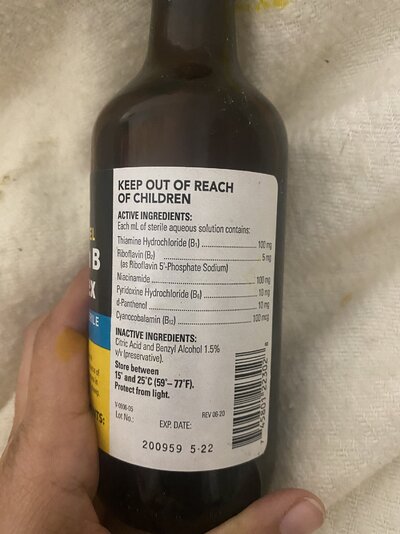 KEEP OUT OF REACH
OF CHILDREN
ACTIVE INGREDIENTS:
Each mL of sterile aqueous solution contains:
Thiamine Hydrochloride (B₁) 100 mg
Riboflavin (B₂) 5 mg
(as Riboflavin 5'-Phosphate Sodium)
Niacinamide 100 mg
Pyridoxine Hydrochloride (B₆) 10 mg
d-Panthenol 10 mg
Cyanocobalamin (B₁₂) 100 mcg
INACTIVE INGREDIENTS:
Citric Acid and Benzyl Alcohol 1.5%
v/v (preservative).
Store between
15° and 25°C (59°– 77°F).
Protect from light.
REV 06-20
Lot No.:
EXP. DATE:
200959 5-22
B